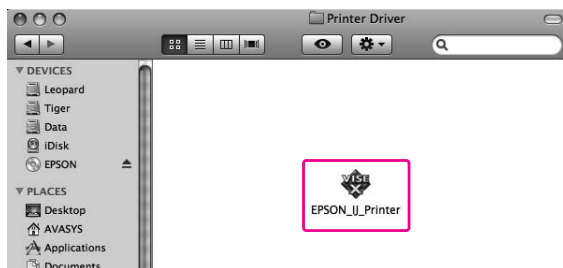 Printer Driver
DEVICES
Leopard
Tiger
Data
iDisk
EPSON
PLACES
Desktop
AVASYS
Applications
Documents
VISE
X
EPSON_IJ_Printer